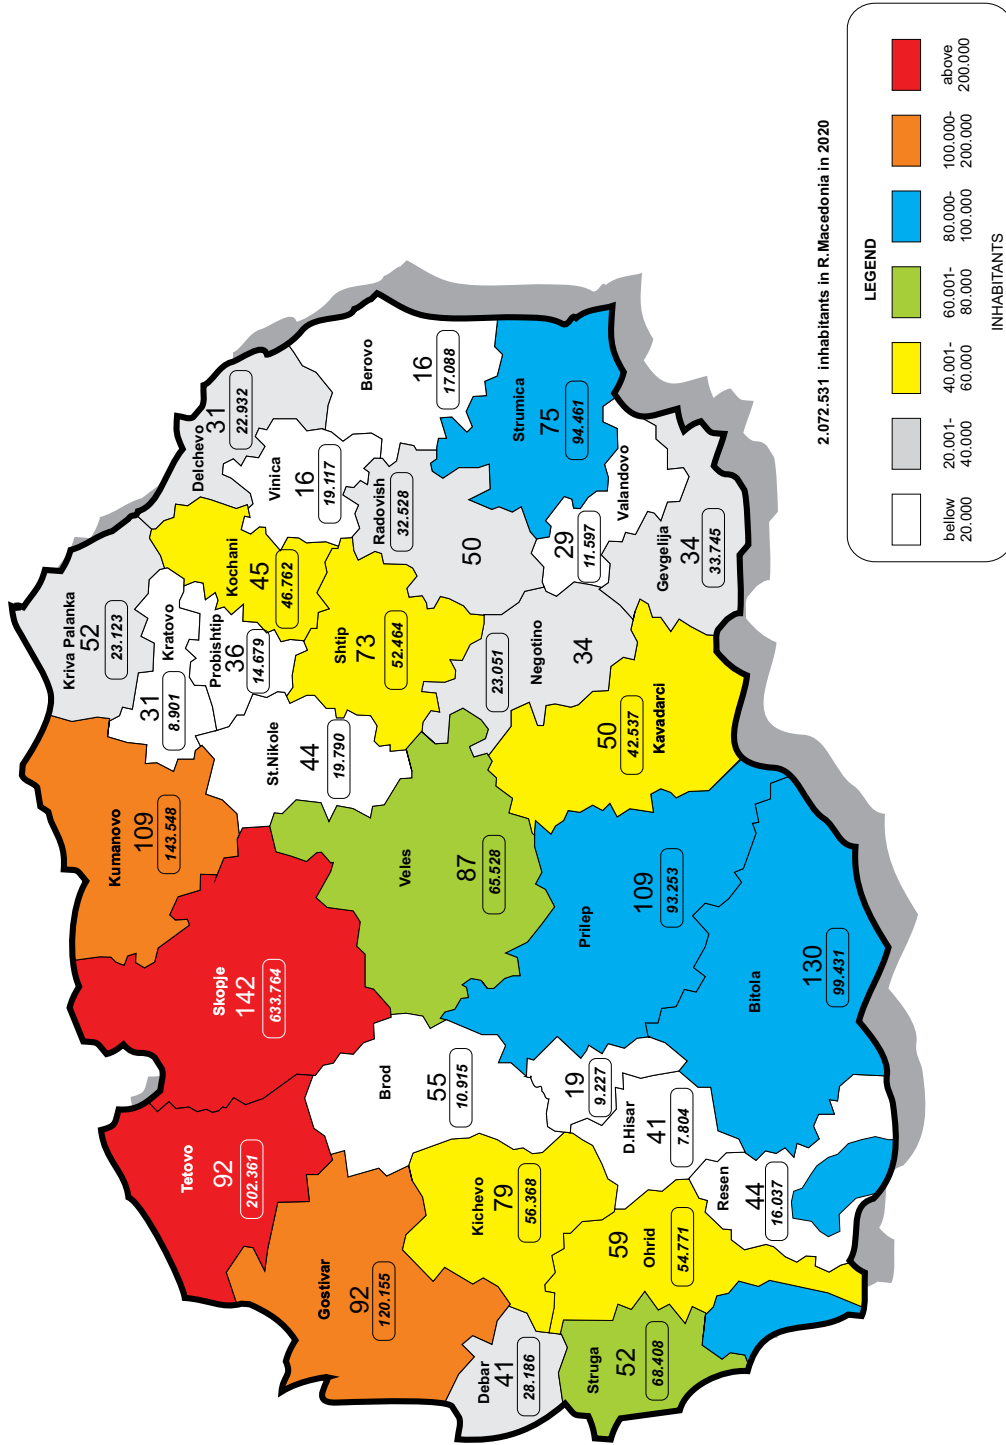 Kriva Palanka
52
23.123
Kumanovo
109
143.548
31
8.901
Kratovo
Probishtip
36
14.679
Delchevo
31
22.932
Kochani
45
46.762
Vinica
16
19.117
Berovo
16
17.088
Tetovo
92
202.361
Skopje
142
633.764
St.Nikole
44
19.790
Shtip
73
52.464
Radovish
32.528
50
Strumica
75
94.461
Gostivar
92
120.155
Brod
55
10.915
Veles
87
65.528
23.051
Negotino
34
29
11.597
Valandovo
Gevgelija
34
33.745
Debar
41
28.186
Kichevo
79
56.368
19
9.227
Prilep
109
93.253
50
42.537
Kavadarci
Struga
52
68.408
59
Ohrid
54.771
D.Hisar
41
7.804
Resen
44
16.037
Bitola
130
99.431
2.072.531 inhabitants in R.Macedonia in 2020
LEGEND
bellow
20.000
20.001-
40.000
40.001-
60.000
60.001-
80.000
80.000-
100.000
100.000-
200.000
above
200.000
INHABITANTS